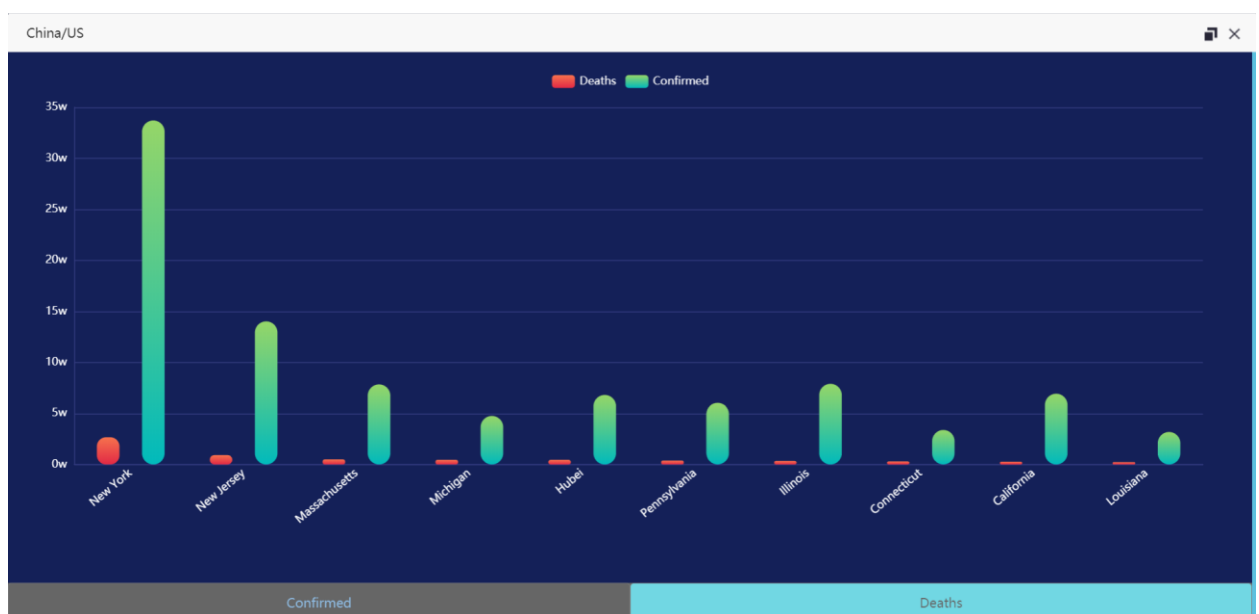 China/US
Deaths Confirmed
35w
30w
25w
20w
15w
10w
5w
0w
New York New Jersey Massachusetts Michigan Hubei Pennsylvania Illinois Connecticut California Louisiana
Confirmed Deaths